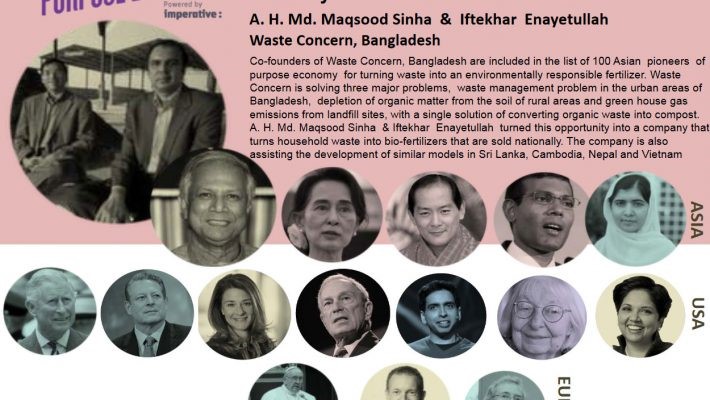 Powered by
imperative:
A. H. Md. Maqsood Sinha & Iftekhar Enayetullah
Waste Concern, Bangladesh
Co-founders of Waste Concern, Bangladesh are included in the list of 100 Asian pioneers of
purpose economy for turning waste into an environmentally responsible fertilizer. Waste
Concern is solving three major problems, waste management problem in the urban areas of
Bangladesh, depletion of organic matter from the soil of rural areas and green house gas
emissions from landfill sites, with a single solution of converting organic waste into compost.
A. H. Md. Maqsood Sinha & Iftekhar Enayetullah turned this opportunity into a company that
turns household waste into bio-fertilizers that are sold nationally. The company is also
assisting the development of similar models in Sri Lanka, Cambodia, Nepal and Vietnam
ASIA
USA